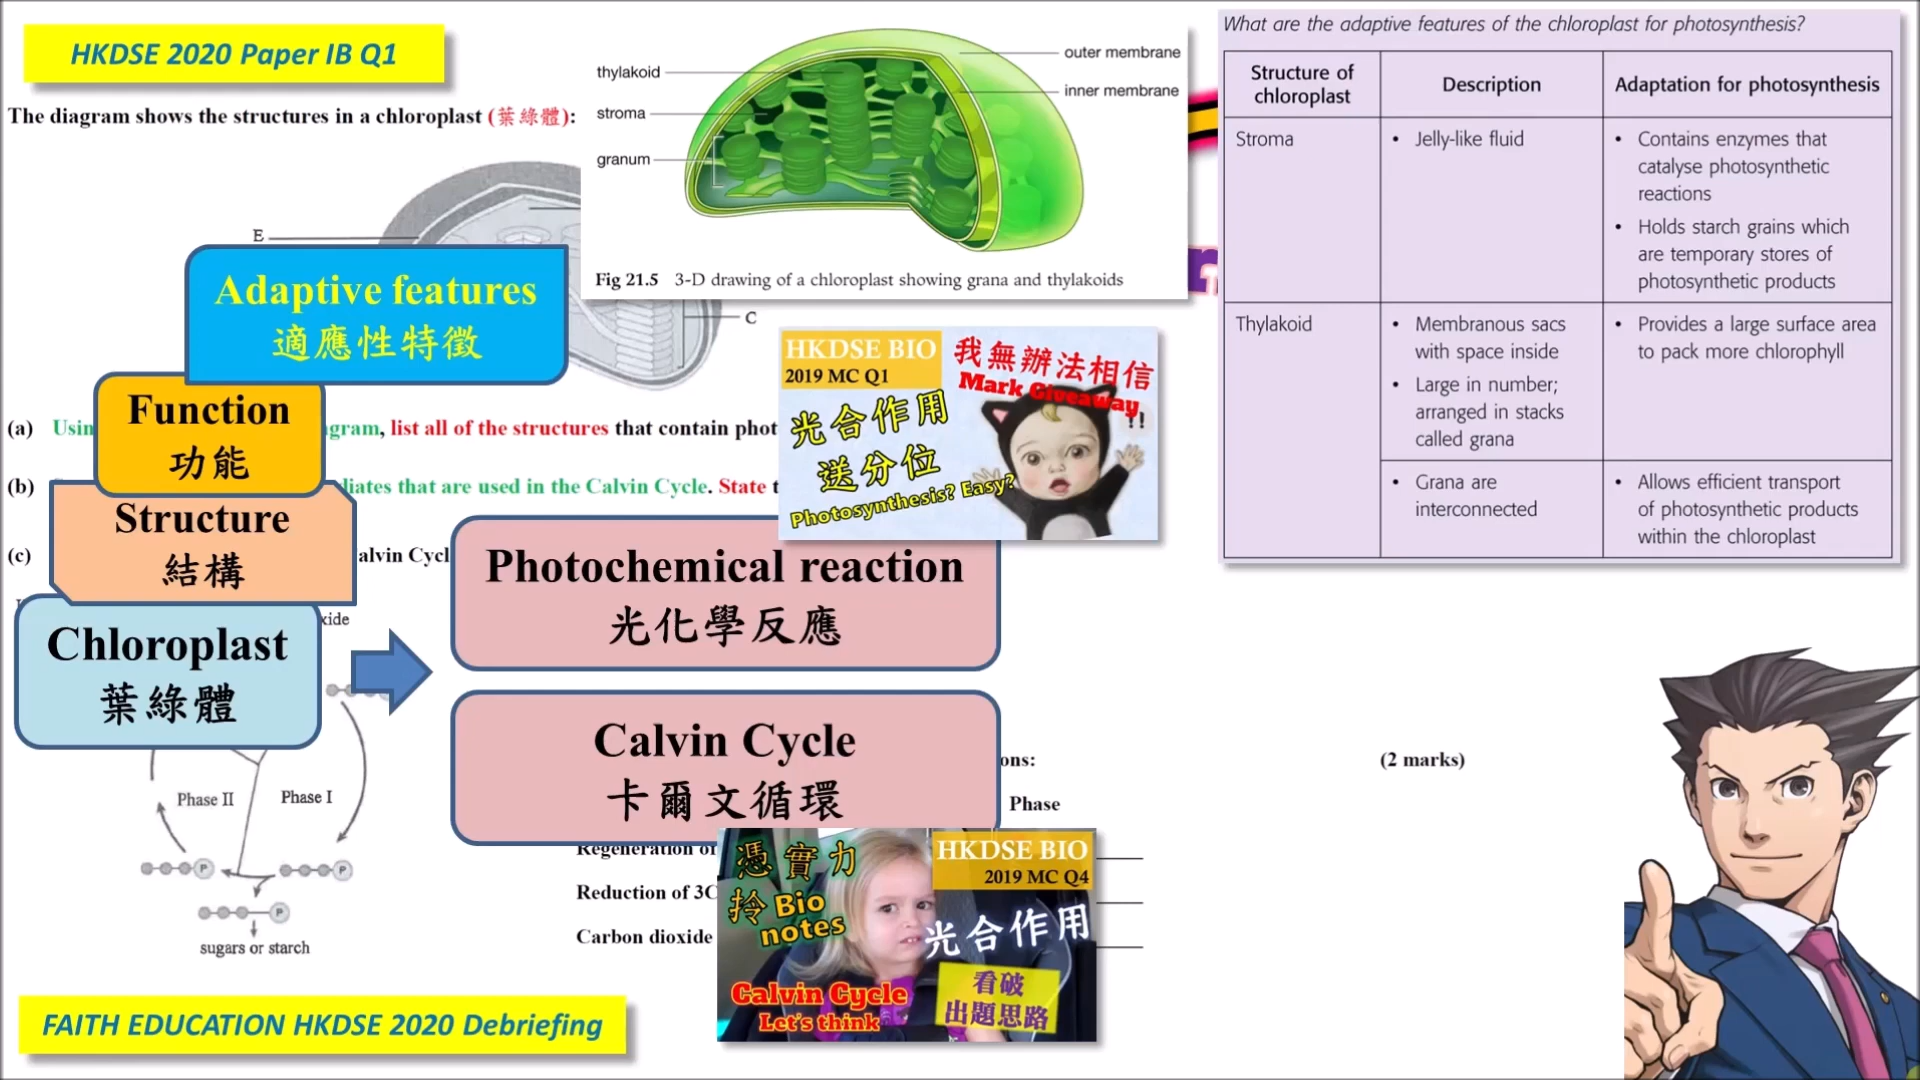 HKDSE 2020 Paper IB Q1
The diagram shows the structures in a chloroplast (葉綠體):
E
C
thylakoid
stroma
granum
outer membrane
inner membrane
Fig 21.5 3-D drawing of a chloroplast showing grana and thylakoids
What are the adaptive features of the chloroplast for photosynthesis?
Structure of chloroplast
Description
Adaptation for photosynthesis
Stroma
• Jelly-like fluid
• Contains enzymes that
catalyse photosynthetic
reactions
• Holds starch grains which
are temporary stores of
photosynthetic products
Thylakoid
• Membranous sacs
with space inside
• Large in number;
arranged in stacks
called grana
• Provides a large surface area
to pack more chlorophyll
• Grana are
interconnected
• Allows efficient transport
of photosynthetic products
within the chloroplast
Adaptive features
適應性特徵
Function
功能
Structure
結構
Chloroplast
葉綠體
(a) Usin gram, list all of the structures that contain phot
(b) diates that are used in the Calvin Cycle. State t
(c) alvin Cycl
xide
HKDSE BIO
2019 MC Q1
我無辦法相信
Mark Giveaway
!!
光合作用
送分位
Photosynthesis? Easy?
Photochemical reaction
光化學反應
Calvin Cycle
卡爾文循環
ons:
(2 marks)
Phase
Phase II
Phase I
P
P
P
sugars or starch
Regeneration of
Reduction of 3C
Carbon dioxide
憑實力
拎Bio
notes
HKDSE BIO
2019 MC Q4
光合作用
Calvin Cycle
Let's think
看破
出題思路
FAITH EDUCATION HKDSE 2020 Debriefing